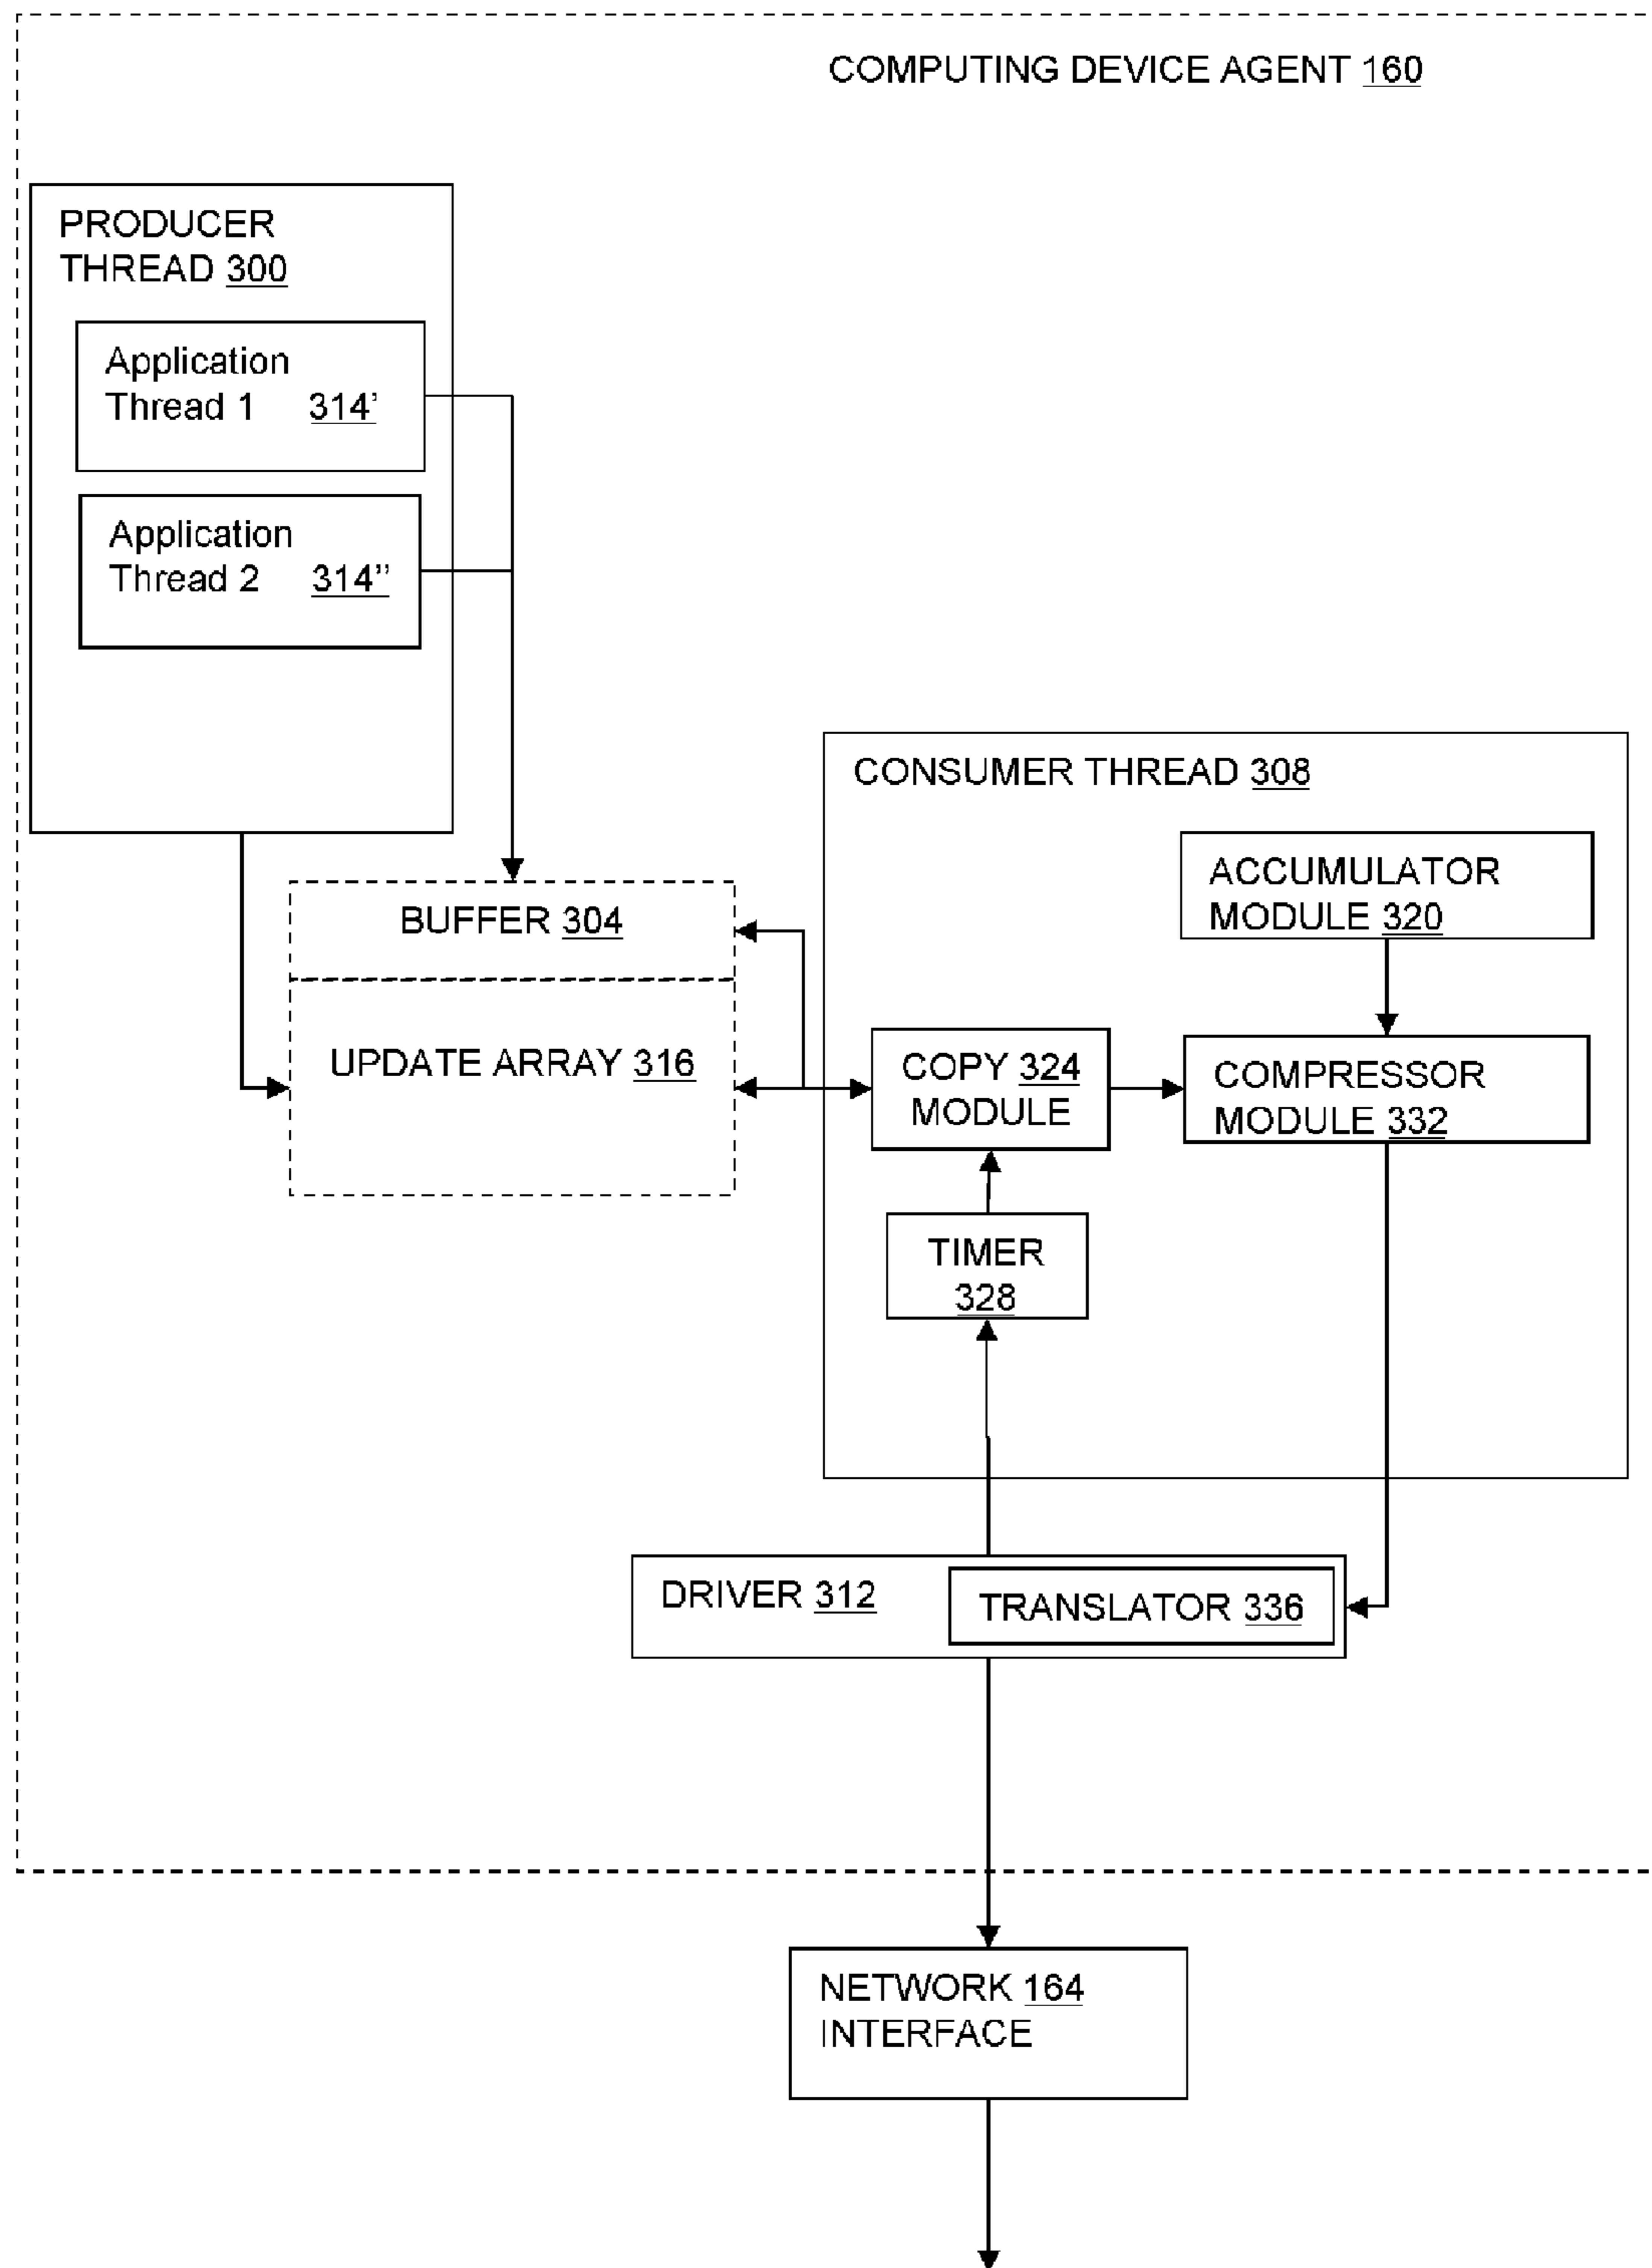 COMPUTING DEVICE AGENT 160
PRODUCER
THREAD 300
Application
Thread 1 314'
Application
Thread 2 314''
CONSUMER THREAD 308
ACCUMULATOR
MODULE 320
BUFFER 304
UPDATE ARRAY 316
COPY 324
MODULE
COMPRESSOR
MODULE 332
TIMER
328
DRIVER 312
TRANSLATOR 336
NETWORK 164
INTERFACE